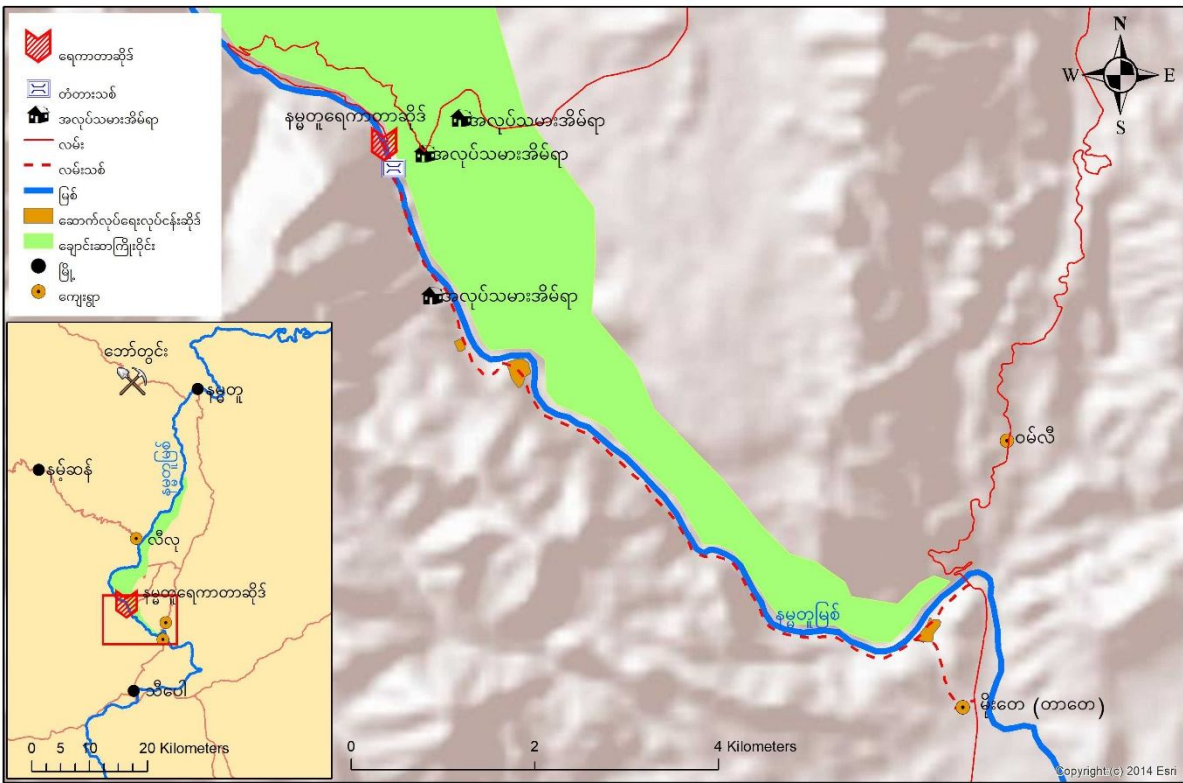 ရေကာတာဆိုဒ်
တံတားသစ်
အလုပ်သမားအိမ်ရာ
လမ်း
လမ်းသစ်
မြစ်
ဆောက်လုပ်ရေးလုပ်ငန်းဆိုဒ်
ချောင်းဆာကြိုးဝိုင်း
မြို့
ကျေးရွာ
နမ္မတူရေကာတာဆိုဒ်
အလုပ်သမားအိမ်ရာ
အလုပ်သမားအိမ်ရာ
အလုပ်သမားအိမ်ရာ
N
W E
S
ဝမ်လီ
နမ္မတူမြစ်
မိုးတေ (တာတေ)
ဘော်တွင်း
နမ္မတူ
နမ္မတူမြစ်
နမ့်ဆန်
လီလု
နမ္မတူရေကာတာဆိုဒ်
သီပေါ
0 5 10 20 Kilometers
0 2 4 Kilometers
Copyright:(c) 2014 Esri